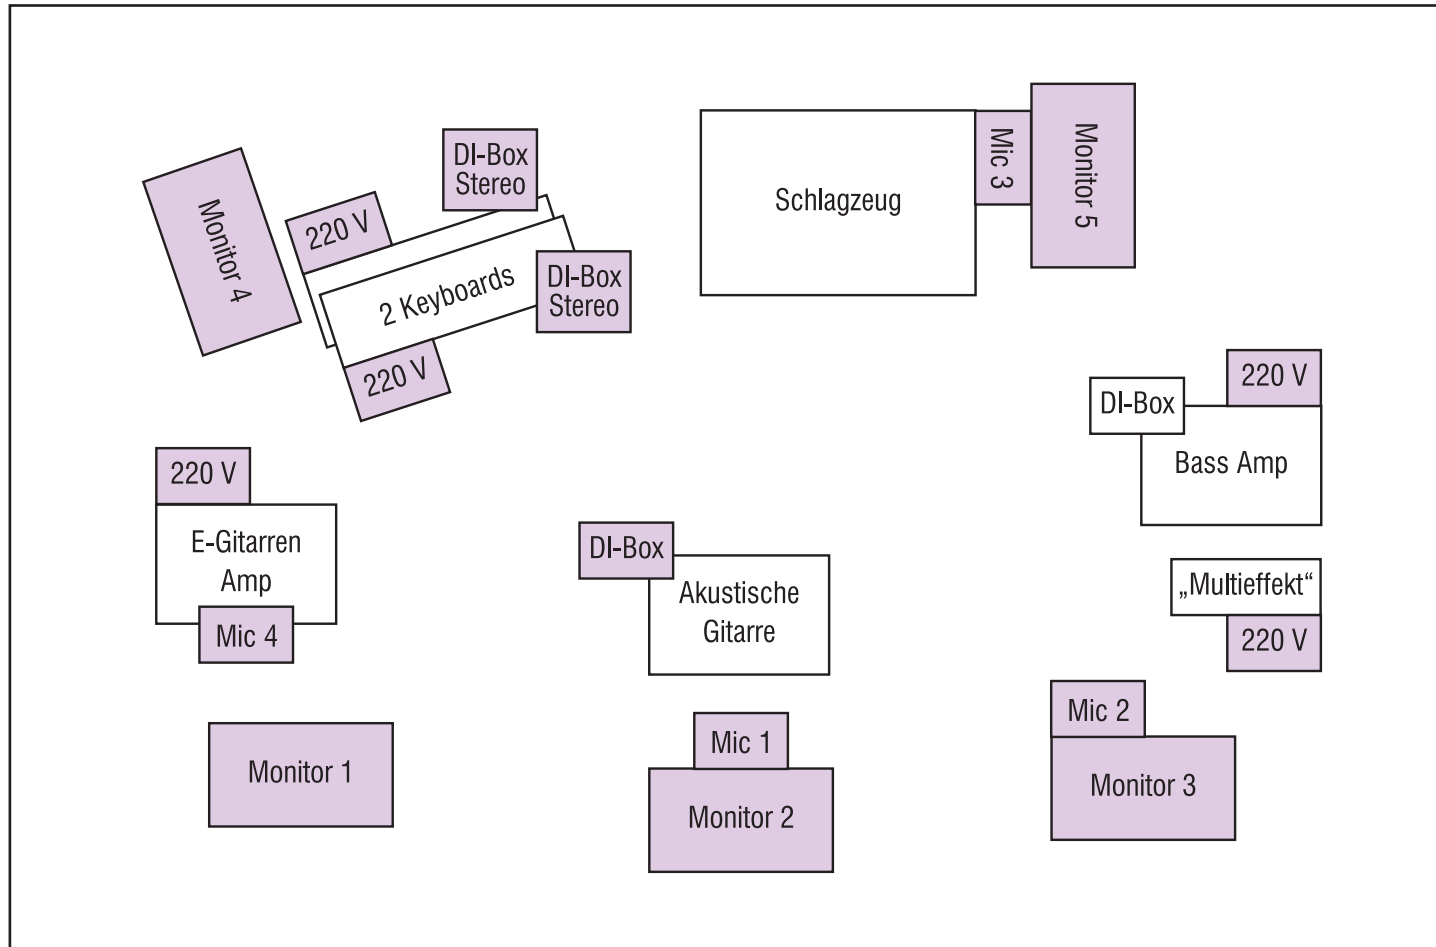 DI-Box
Stereo
Mic 3
Monitor 5
Schlagzeug
Monitor 4
220 V
2 Keyboards
DI-Box
Stereo
220 V
220 V
DI-Box
Bass Amp
220 V
E-Gitarren
Amp
Mic 4
DI-Box
Akustische
Gitarre
„Multieffekt“
220 V
Mic 2
Monitor 3
Mic 1
Monitor 2
Monitor 1